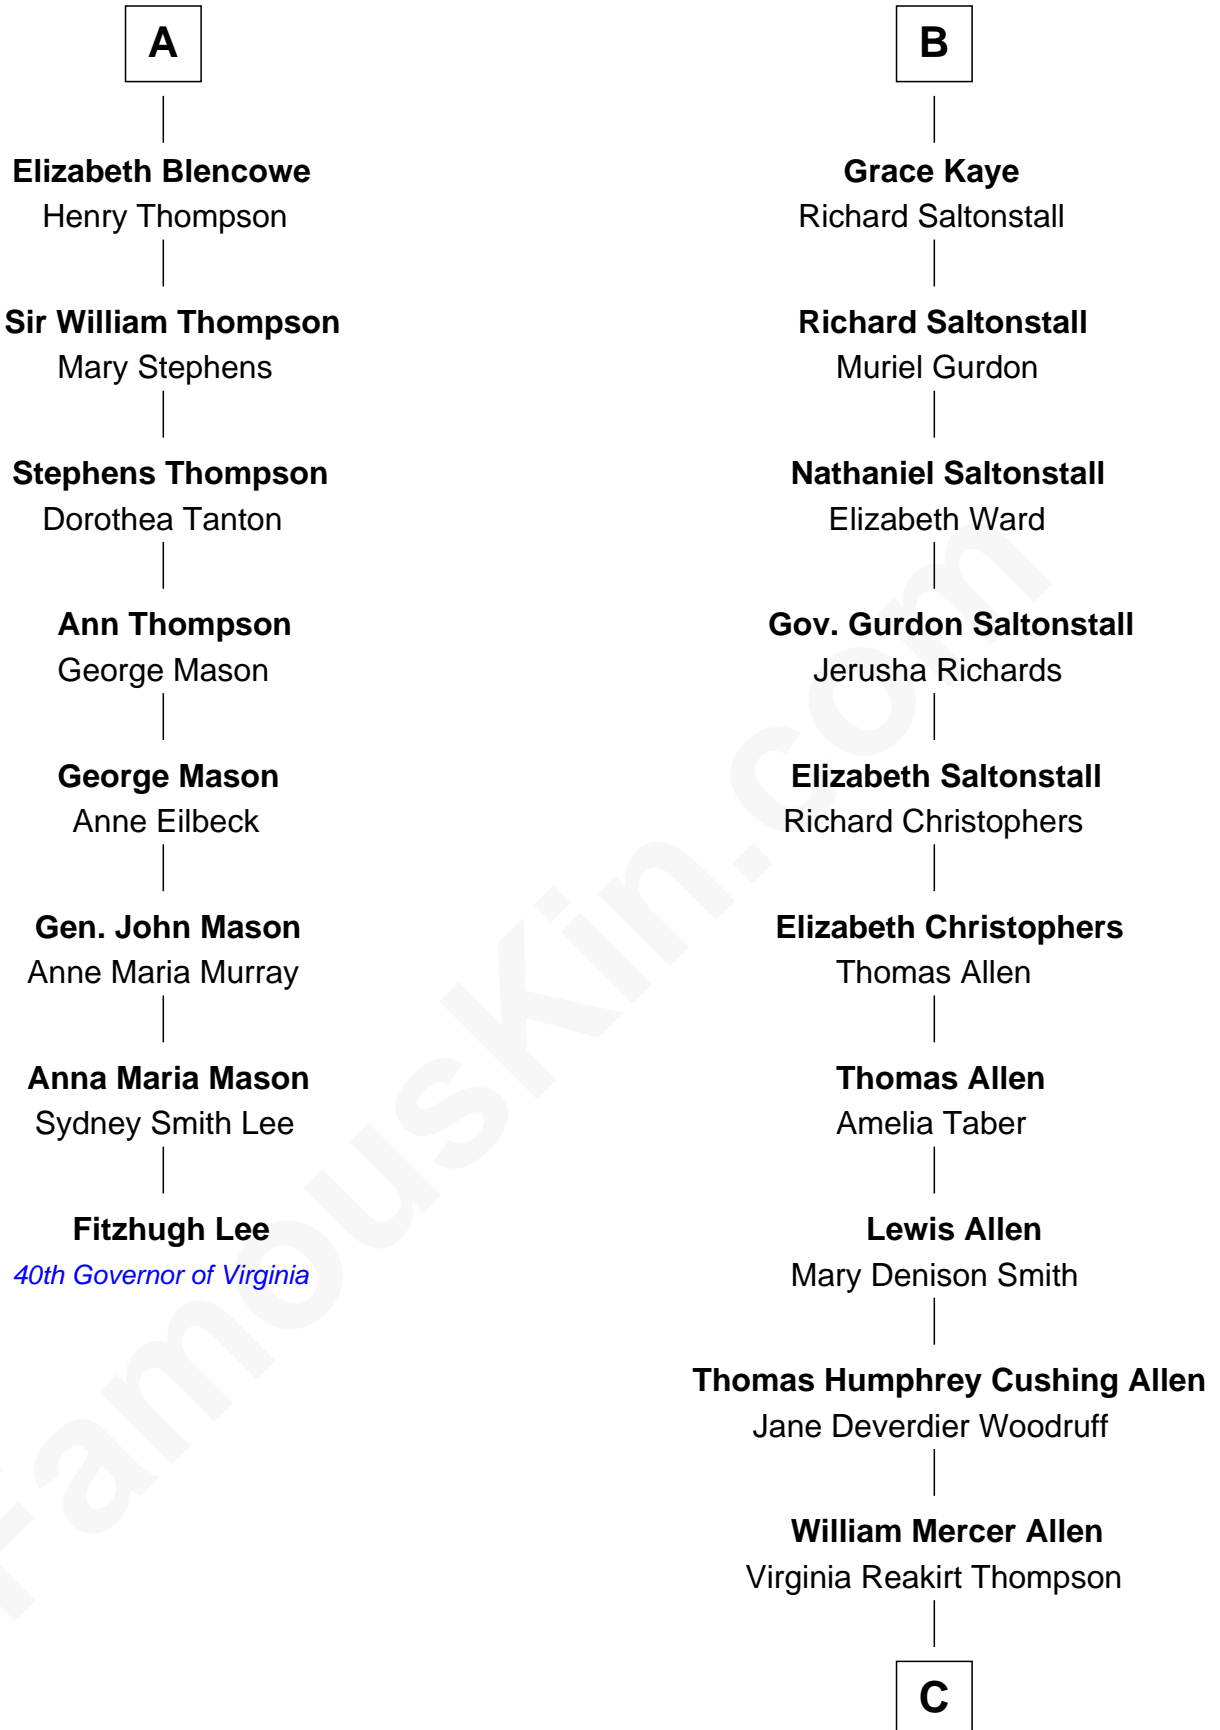 A
Elizabeth Blencowe
Henry Thompson
Sir William Thompson
Mary Stephens
Stephens Thompson
Dorothea Tanton
Ann Thompson
George Mason
George Mason
Anne Eilbeck
Gen. John Mason
Anne Maria Murray
Anna Maria Mason
Sydney Smith Lee
Fitzhugh Lee
40th Governor of Virginia
B
Grace Kaye
Richard Saltonstall
Richard Saltonstall
Muriel Gurdon
Nathaniel Saltonstall
Elizabeth Ward
Gov. Gurdon Saltonstall
Jerusha Richards
Elizabeth Saltonstall
Richard Christophers
Elizabeth Christophers
Thomas Allen
Thomas Allen
Amelia Taber
Lewis Allen
Mary Denison Smith
Thomas Humphrey Cushing Allen
Jane Deverdier Woodruff
William Mercer Allen
Virginia Reakirt Thompson
C
FamousKin.com